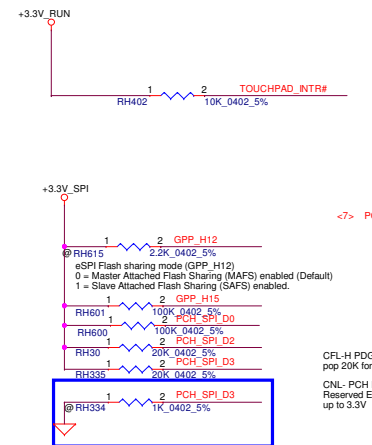 +3.3V_RUN
1 2 TOUCHPAD_INTR#
RH402 10K_0402_5%
+3.3V_SPI
<7>
1 2 GPP_H12
@ RH615 2.2K_0402_5%
eSPI Flash sharing mode (GPP_H12)
0 = Master Attached Flash Sharing (MAFS) enabled (Default)
1 = Slave Attached Flash Sharing (SAFS) enabled.
1 2 GPP_H15
RH601 100K_0402_5%
1 2 PCH_SPI_D0
RH600 100K_0402_5%
1 2 PCH_SPI_D2
RH30 20K_0402_5%
1 2 PCH_SPI_D3
RH335 20K_0402_5%
CFL-H PDG
pop 20K for
1 2 PCH_SPI_D3
@ RH334 1K_0402_5%
CNL- PCH
Reserved E
up to 3.3V